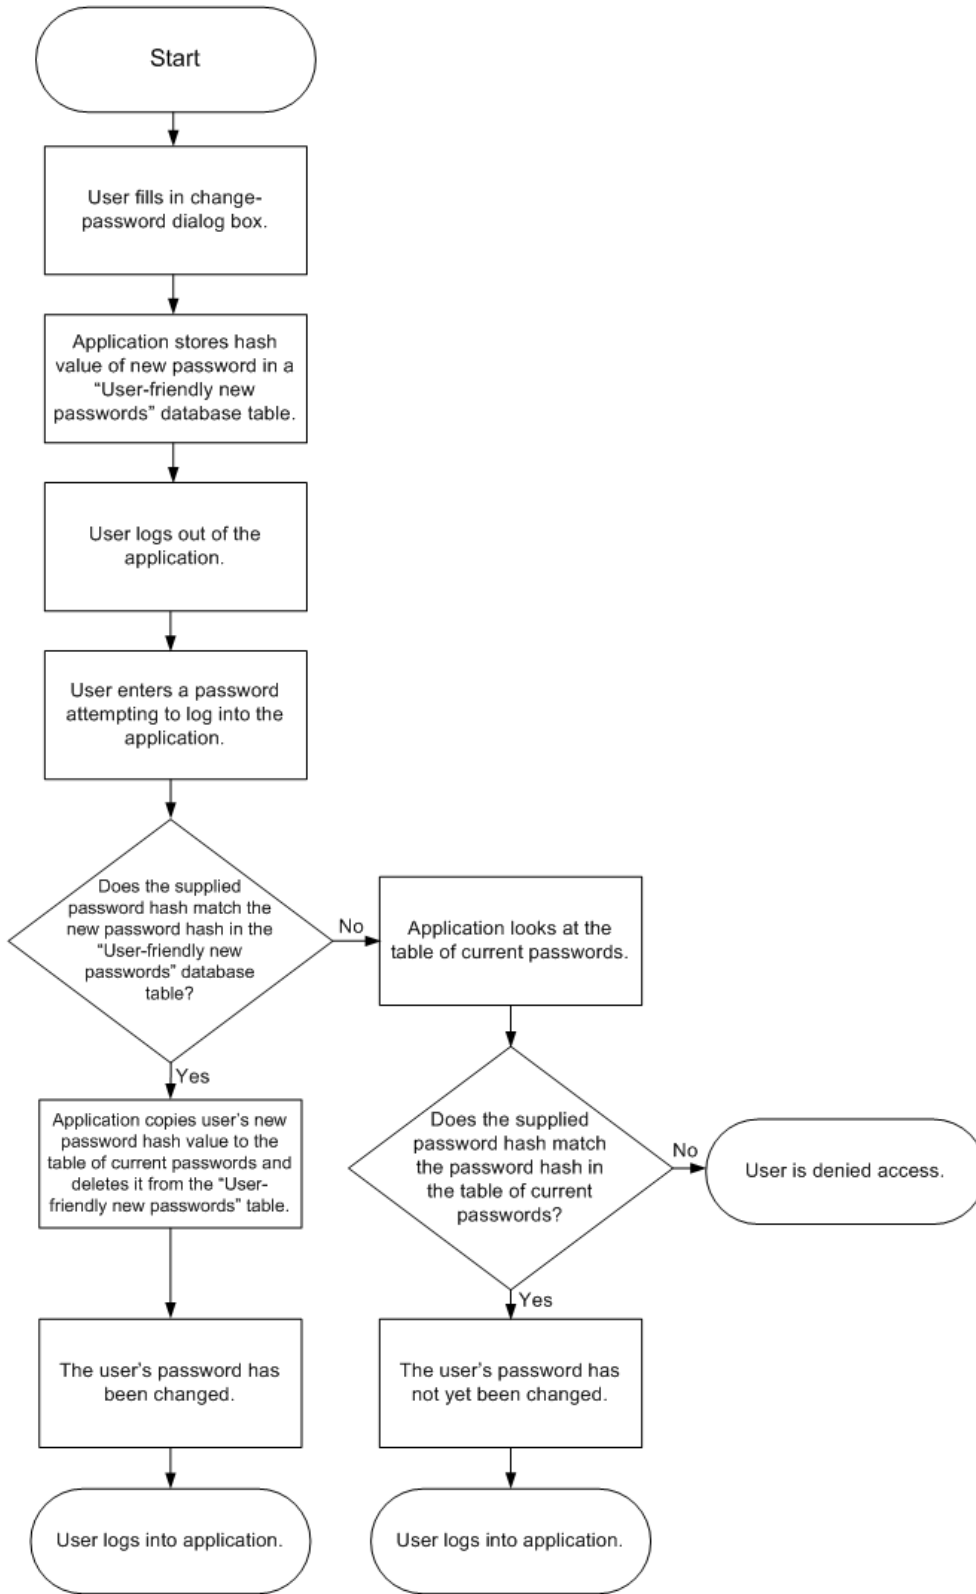 Start
User fills in change-
password dialog box.
Application stores hash
value of new password in a
“User-friendly new
passwords” database table.
User logs out of the
application.
User enters a password
attempting to log into the
application.
Does the supplied
password hash match the
new password hash in the
“User-friendly new
passwords” database
table?
No
Application looks at the
table of current passwords.
Yes
Application copies user’s new
password hash value to the
table of current passwords and
deletes it from the “User-
friendly new passwords” table.
Does the supplied
password hash match
the password hash in
the table of current
passwords?
No
User is denied access.
Yes
The user’s password has
been changed.
The user’s password has
not yet been changed.
User logs into application.
User logs into application.